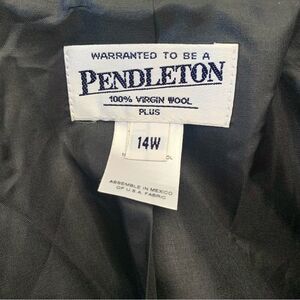 WARRANTED TO BE A
PENDLETON
100% VIRGIN WOOL
PLUS
14W
ASSEMBLE IN MEXICO
OF U.S.A. FABRIC